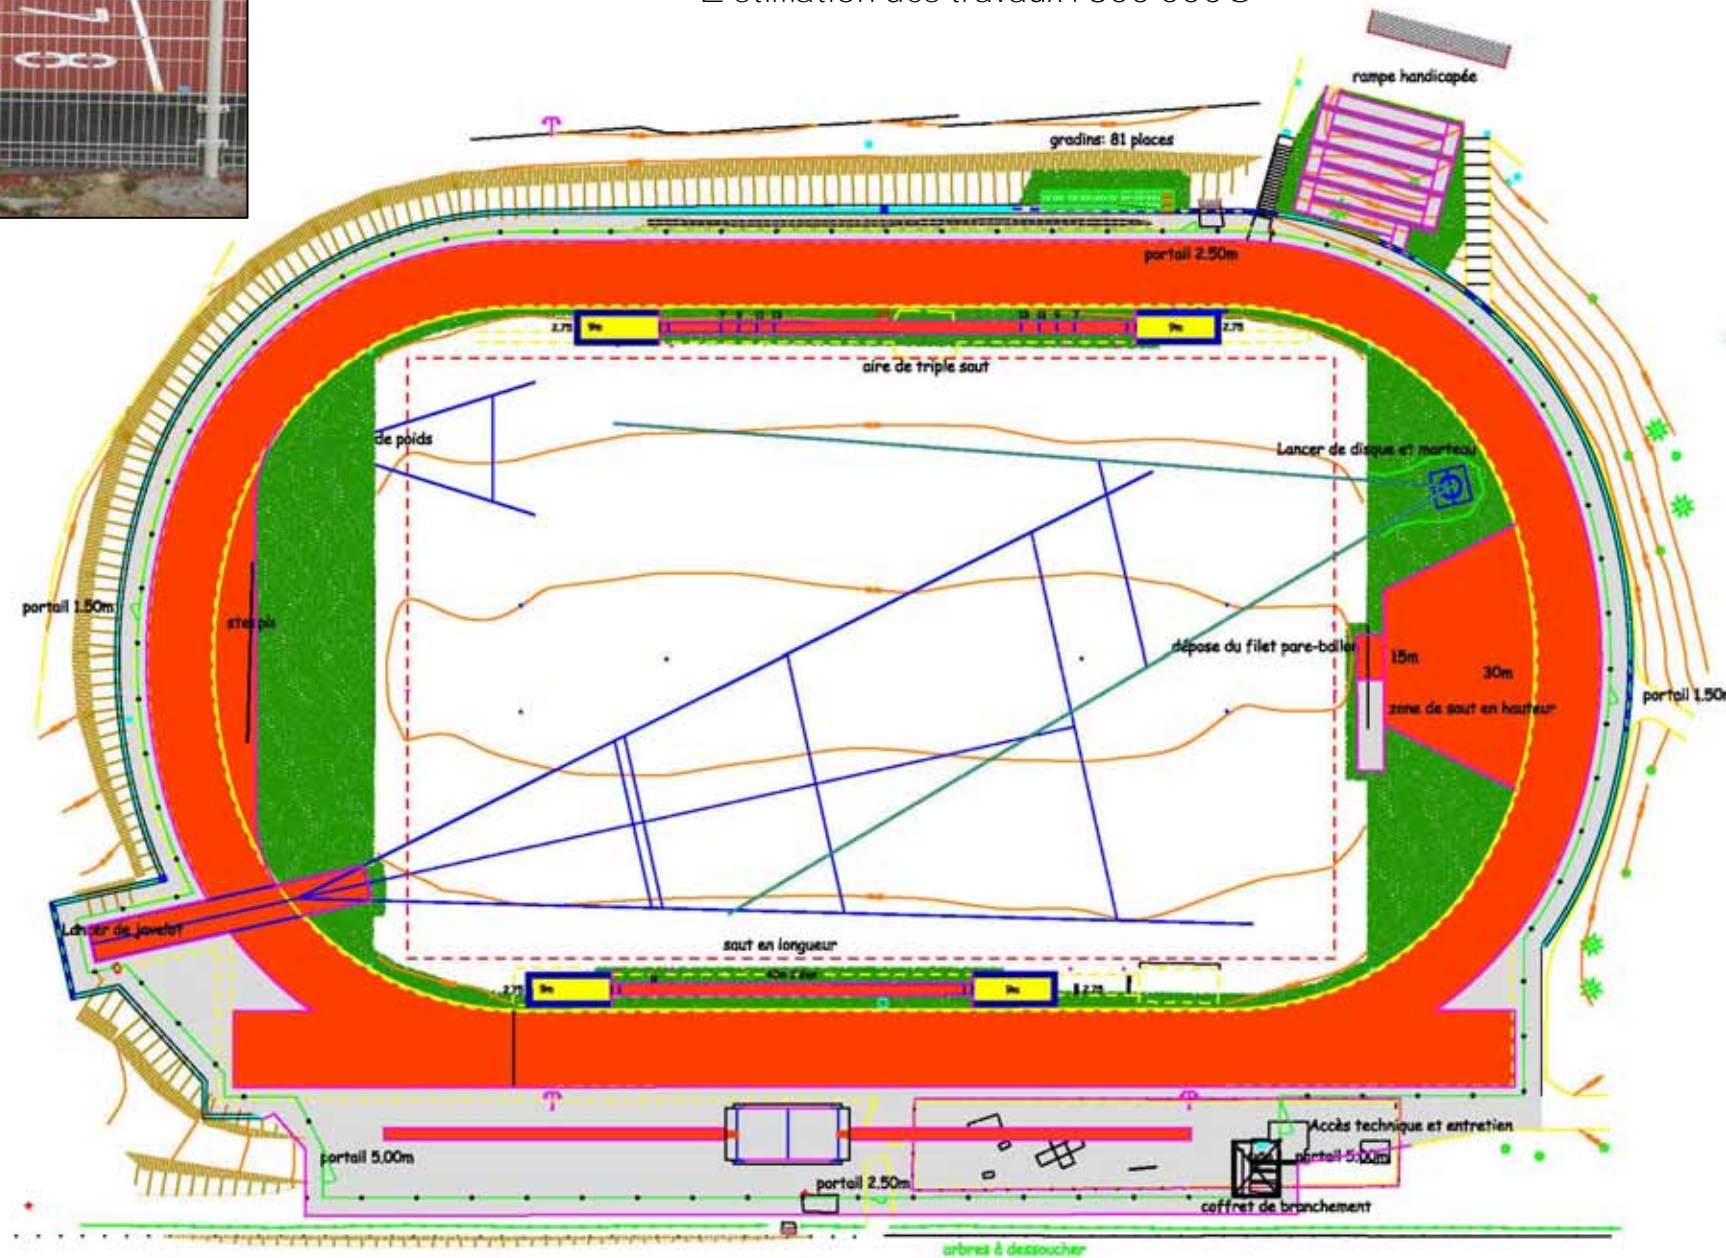 rampe handicapée
gradins: 81 places
portail 2.50m
2.75
9m
9m
2.75
aire de triple saut
de poids
Lancer de disque et marteau
portail 1.50m
dépose du filet pare-ballon
15m
30m
portail 1.50m
zone de saut en hauteur
Lancer de javelot
saut en longueur
2.75
9m
9m
2.75
Accès technique et entretien
portail 5.00m
portail 5.00m
portail 2.50m
coffret de branchement
arbres à dessoucher